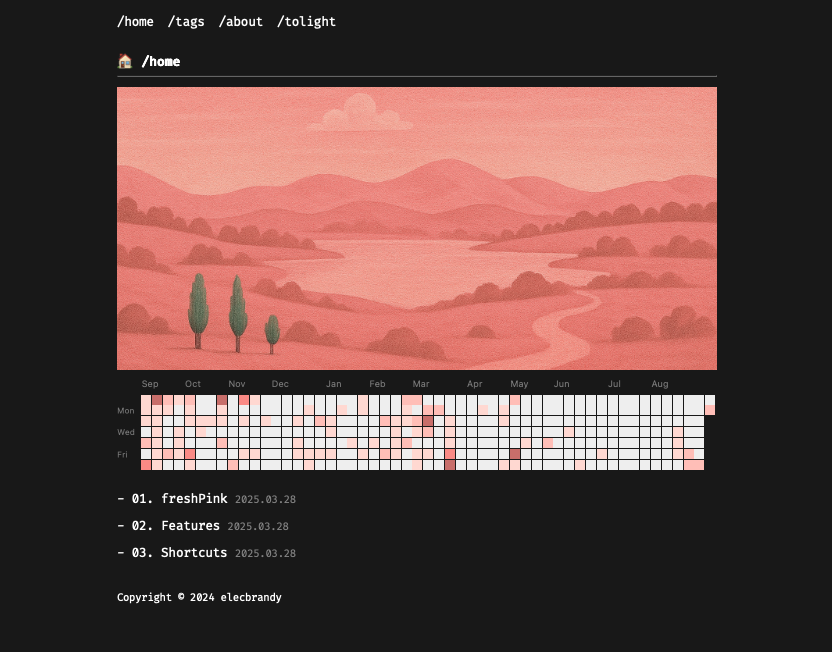 /home /tags /about /tolight
/home
Sep Oct Nov Dec Jan Feb Mar Apr May Jun Jul Aug
Mon
Wed
Fri
- 01. freshPink 2025.03.28
- 02. Features 2025.03.28
- 03. Shortcuts 2025.03.28
Copyright © 2024 elecbrandy